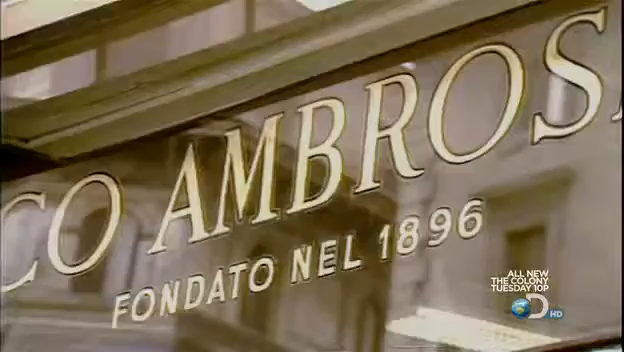 CO AMBROS
FONDATO NEL 1896
ALL NEW
THE COLONY
TUESDAY 10P
D HD